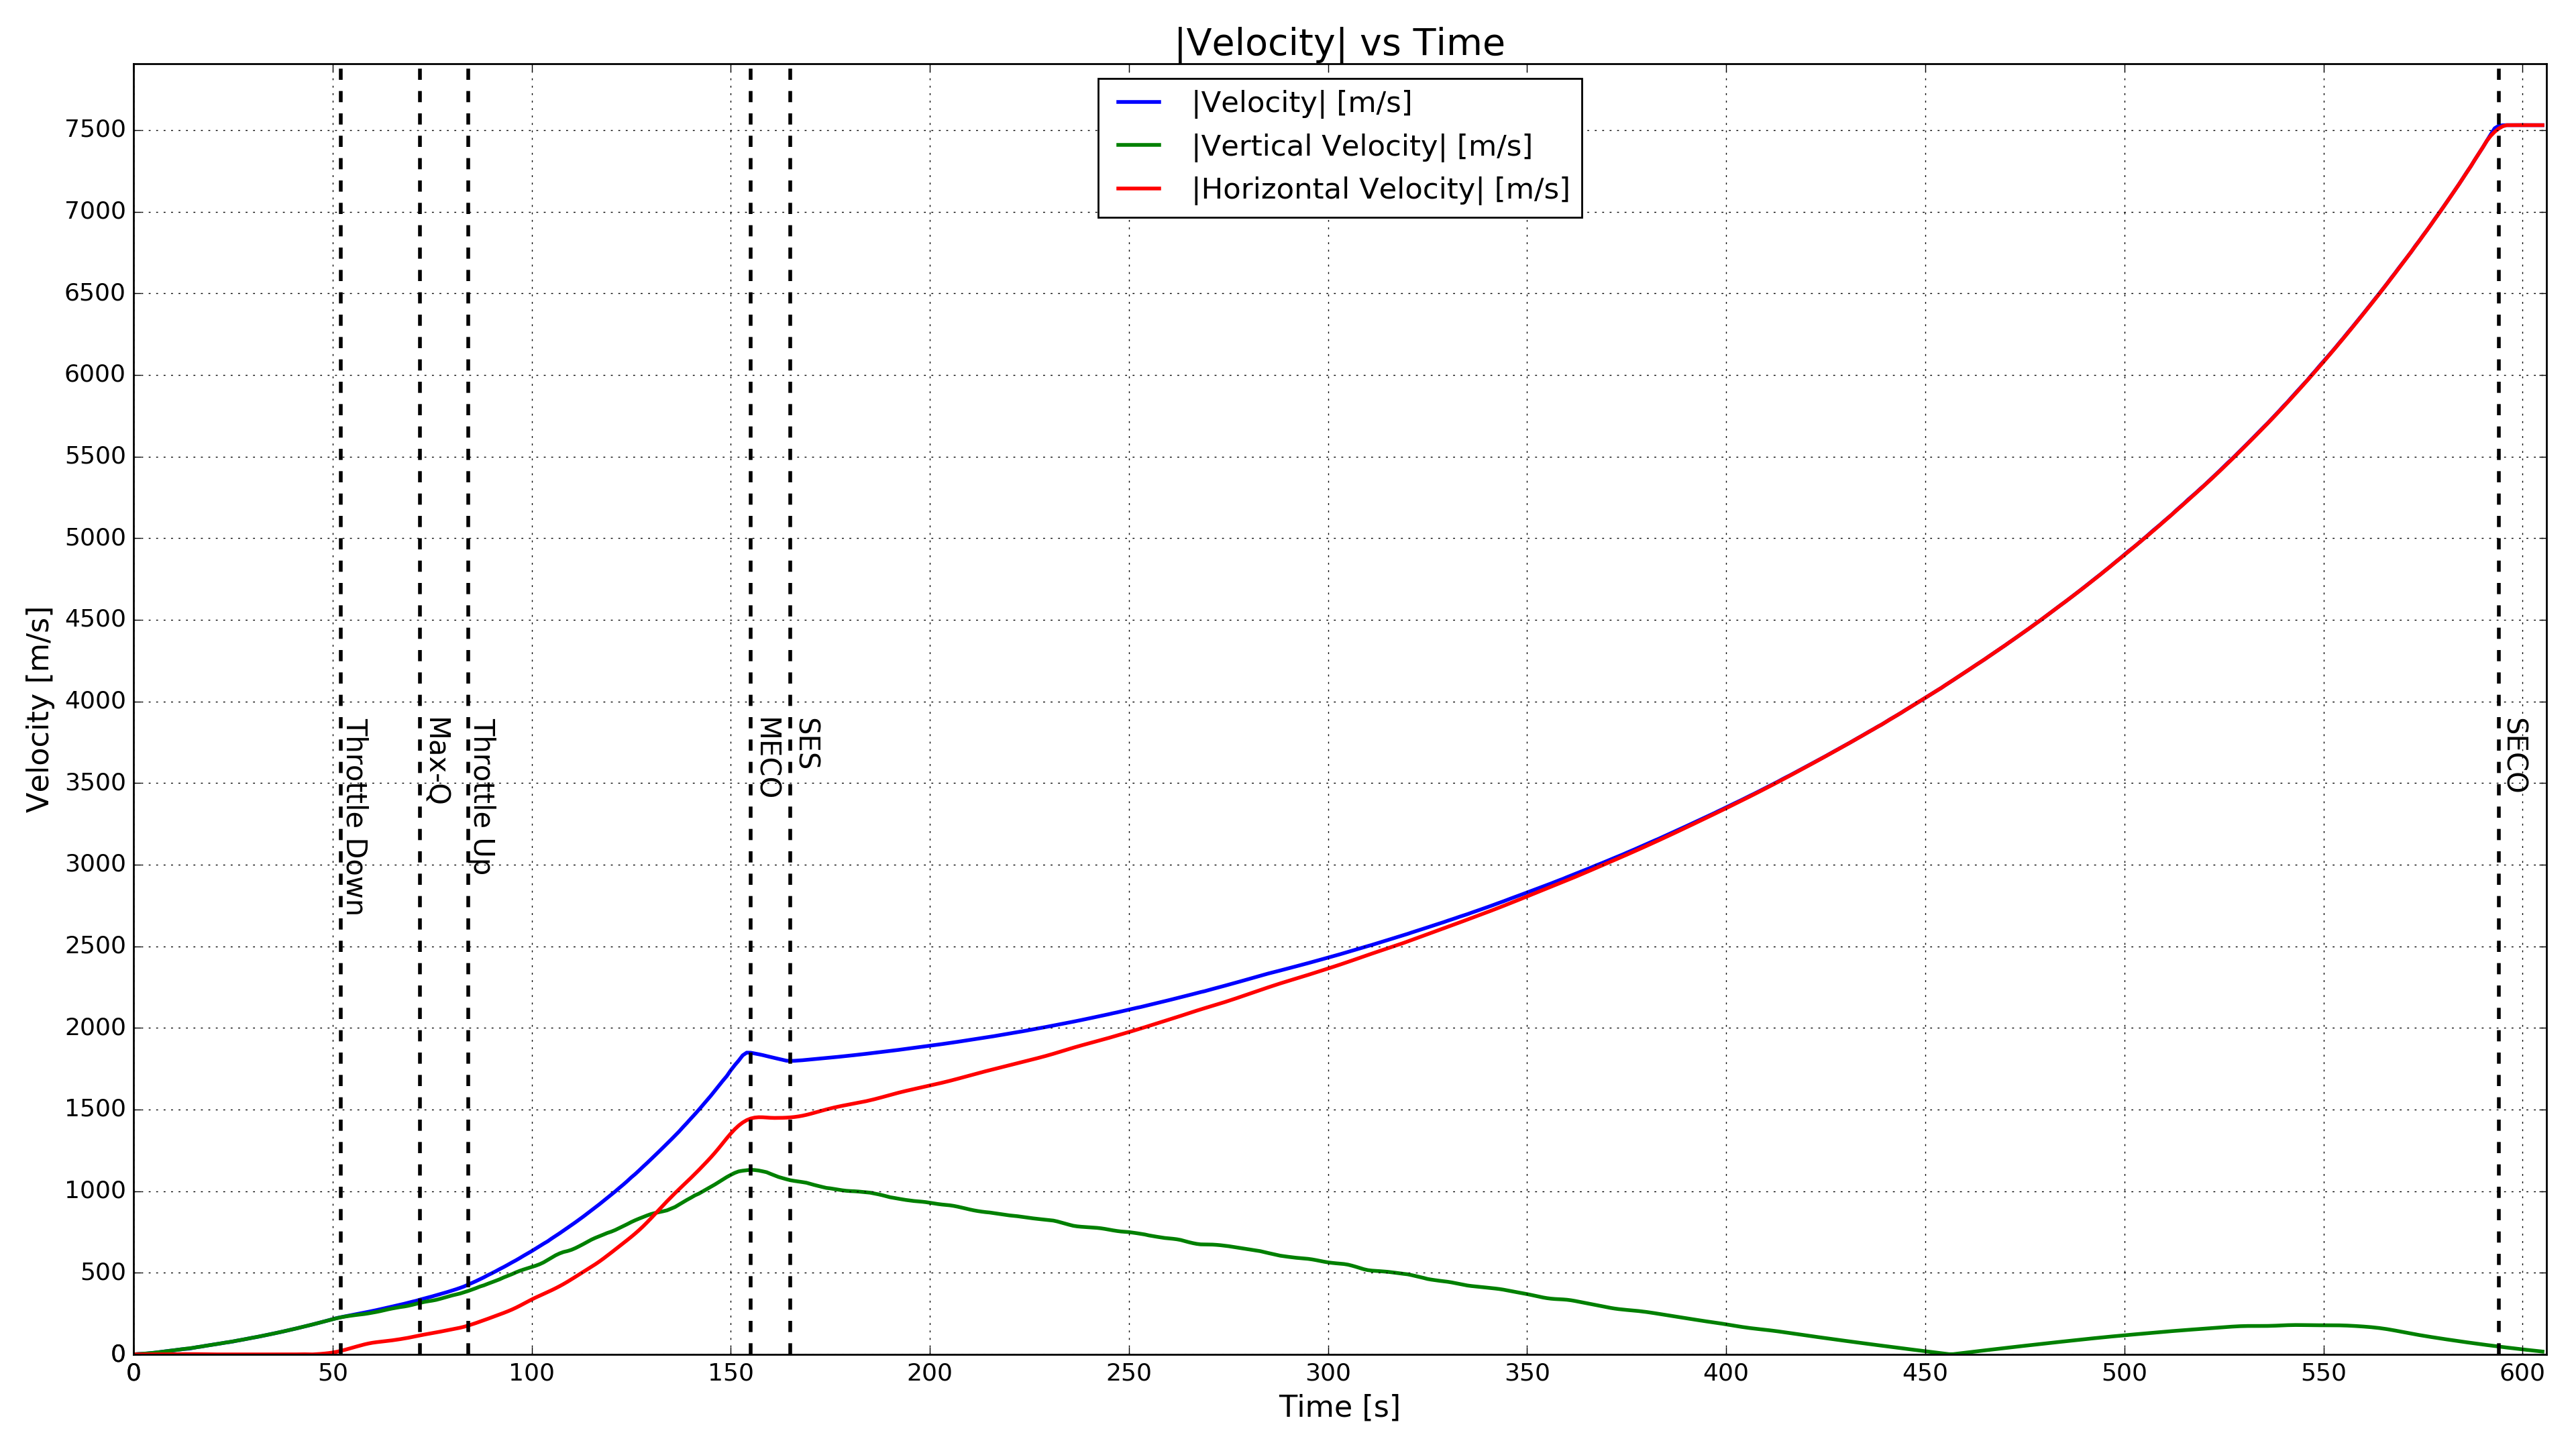 |Velocity| vs Time
|Velocity| [m/s]
|Vertical Velocity| [m/s]
|Horizontal Velocity| [m/s]
Velocity [m/s]
7500
7000
6500
6000
5500
5000
4500
4000
3500
3000
2500
2000
1500
1000
500
0
Throttle Down
Max-Q
Throttle Up
MECO
SES
SECO
0 50 100 150 200 250 300 350 400 450 500 550 600
Time [s]